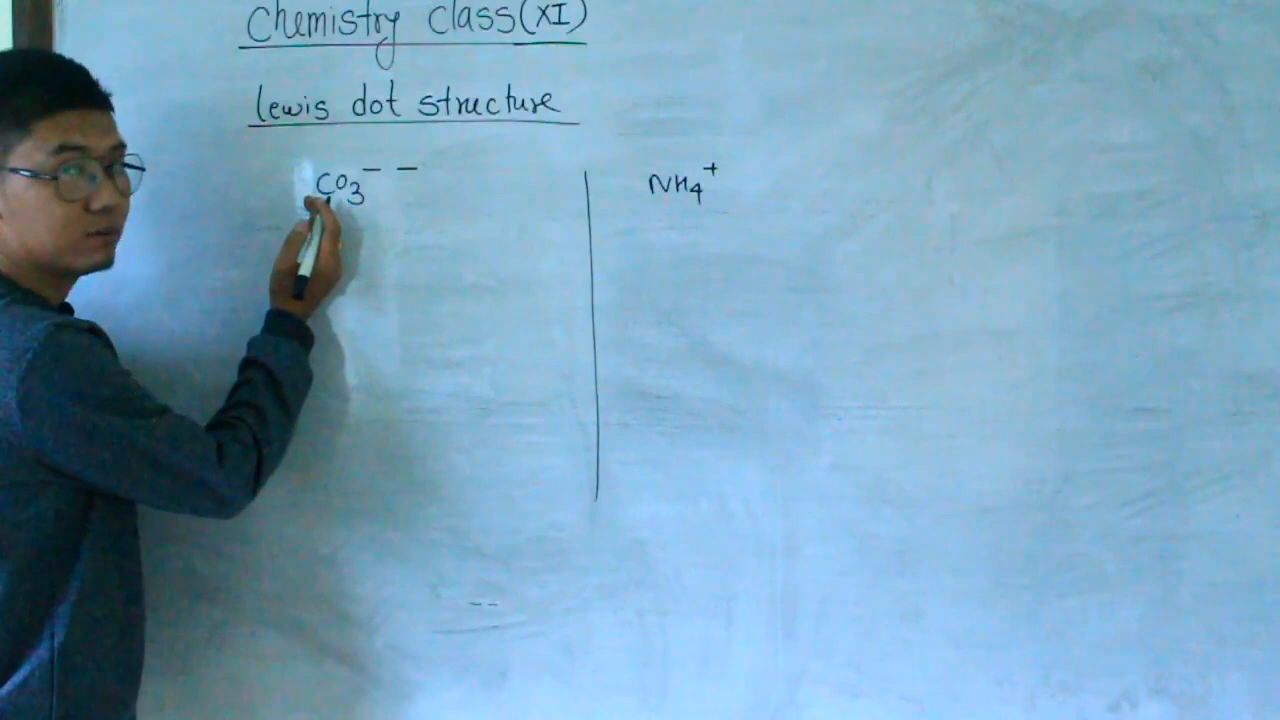 Chemistry class(XI)
lewis dot structure
CO3--
NH4+